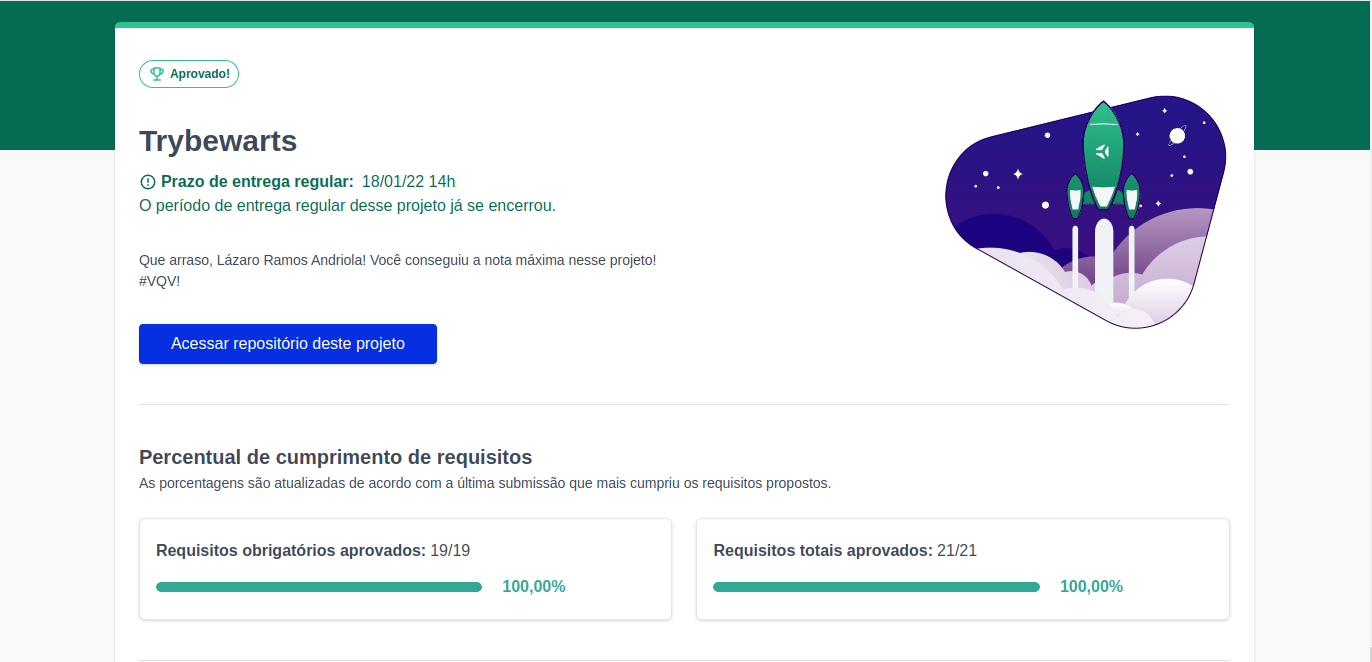 Aprovado!
Trybewarts
Prazo de entrega regular: 18/01/22 14h
O período de entrega regular desse projeto já se encerrou.
Que arraso, Lázaro Ramos Andriola! Você conseguiu a nota máxima nesse projeto!
#VQV!
Acessar repositório deste projeto
Percentual de cumprimento de requisitos
As porcentagens são atualizadas de acordo com a última submissão que mais cumpriu os requisitos propostos.
Requisitos obrigatórios aprovados: 19/19
100,00%
Requisitos totais aprovados: 21/21
100,00%